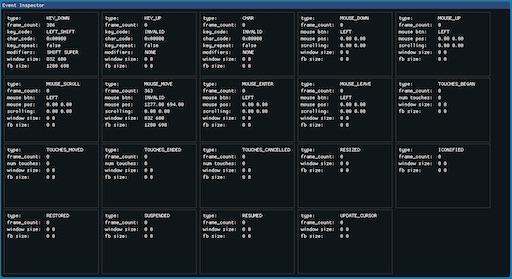 Event Inspector
type: KEY_DOWN
frame_count: 306
key_code: LEFT_SHIFT
char_code: 0x00000
key_repeat: false
modifiers: SHIFT SUPER
window size: 832 600
fb size: 1280 698
type: KEY_UP
frame_count: 0
key_code: INVALID
char_code: 0x00000
key_repeat: false
modifiers: NONE
window size: 0 0
fb size: 0 0
type: CHAR
frame_count: 0
key_code: INVALID
char_code: 0x00000
key_repeat: false
modifiers: NONE
window size: 0 0
fb size: 0 0
type: MOUSE_DOWN
frame_count: 0
mouse btn: LEFT
mouse pos: 0.00 0.00
scrolling: 0.00 0.00
window size: 0 0
fb size: 0 0
type: MOUSE_UP
frame_count: 0
mouse btn: LEFT
mouse pos: 0.00 0.00
scrolling: 0.00 0.00
window size: 0 0
fb size: 0 0
type: MOUSE_SCROLL
frame_count: 0
mouse btn: LEFT
mouse pos: 0.00 0.00
scrolling: 0.00 0.00
window size: 0 0
fb size: 0 0
type: MOUSE_MOVE
frame_count: 363
mouse btn: INVALID
mouse pos: 1277.00 694.00
scrolling: 0.00 0.00
window size: 832 600
fb size: 1280 698
type: MOUSE_ENTER
frame_count: 0
mouse btn: LEFT
mouse pos: 0.00 0.00
scrolling: 0.00 0.00
window size: 0 0
fb size: 0 0
type: MOUSE_LEAVE
frame_count: 0
mouse btn: LEFT
mouse pos: 0.00 0.00
scrolling: 0.00 0.00
window size: 0 0
fb size: 0 0
type: TOUCHES_BEGAN
frame_count: 0
num touches: 0
window size: 0 0
fb size: 0 0
type: TOUCHES_MOVED
frame_count: 0
num touches: 0
window size: 0 0
fb size: 0 0
type: TOUCHES_ENDED
frame_count: 0
num touches: 0
window size: 0 0
fb size: 0 0
type: TOUCHES_CANCELLED
frame_count: 0
num touches: 0
window size: 0 0
fb size: 0 0
type: RESIZED
frame_count: 0
window size: 0 0
fb size: 0 0
type: ICONIFIED
frame_count: 0
window size: 0 0
fb size: 0 0
type: RESTORED
frame_count: 0
window size: 0 0
fb size: 0 0
type: SUSPENDED
frame_count: 0
window size: 0 0
fb size: 0 0
type: RESUMED
frame_count: 0
window size: 0 0
fb size: 0 0
type: UPDATE_CURSOR
frame_count: 0
window size: 0 0
fb size: 0 0